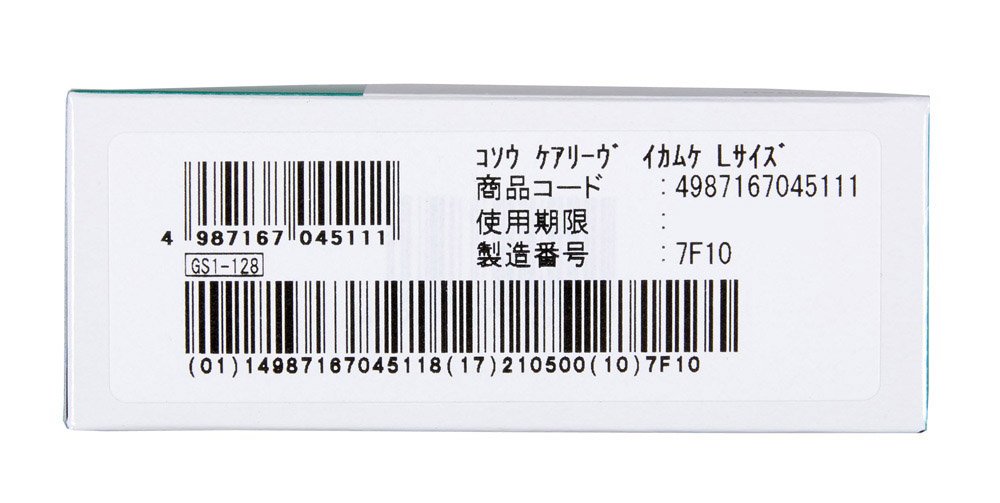 ｺｿｳ ｹｱﾘｰｳﾞ ｲｶﾑｹ Lｻｲｽﾞ
商品コード :4987167045111
使用期限 :
製造番号 :7F10
4 987167 045111
GS1-128
(01)14987167045118(17)210500(10)7F10